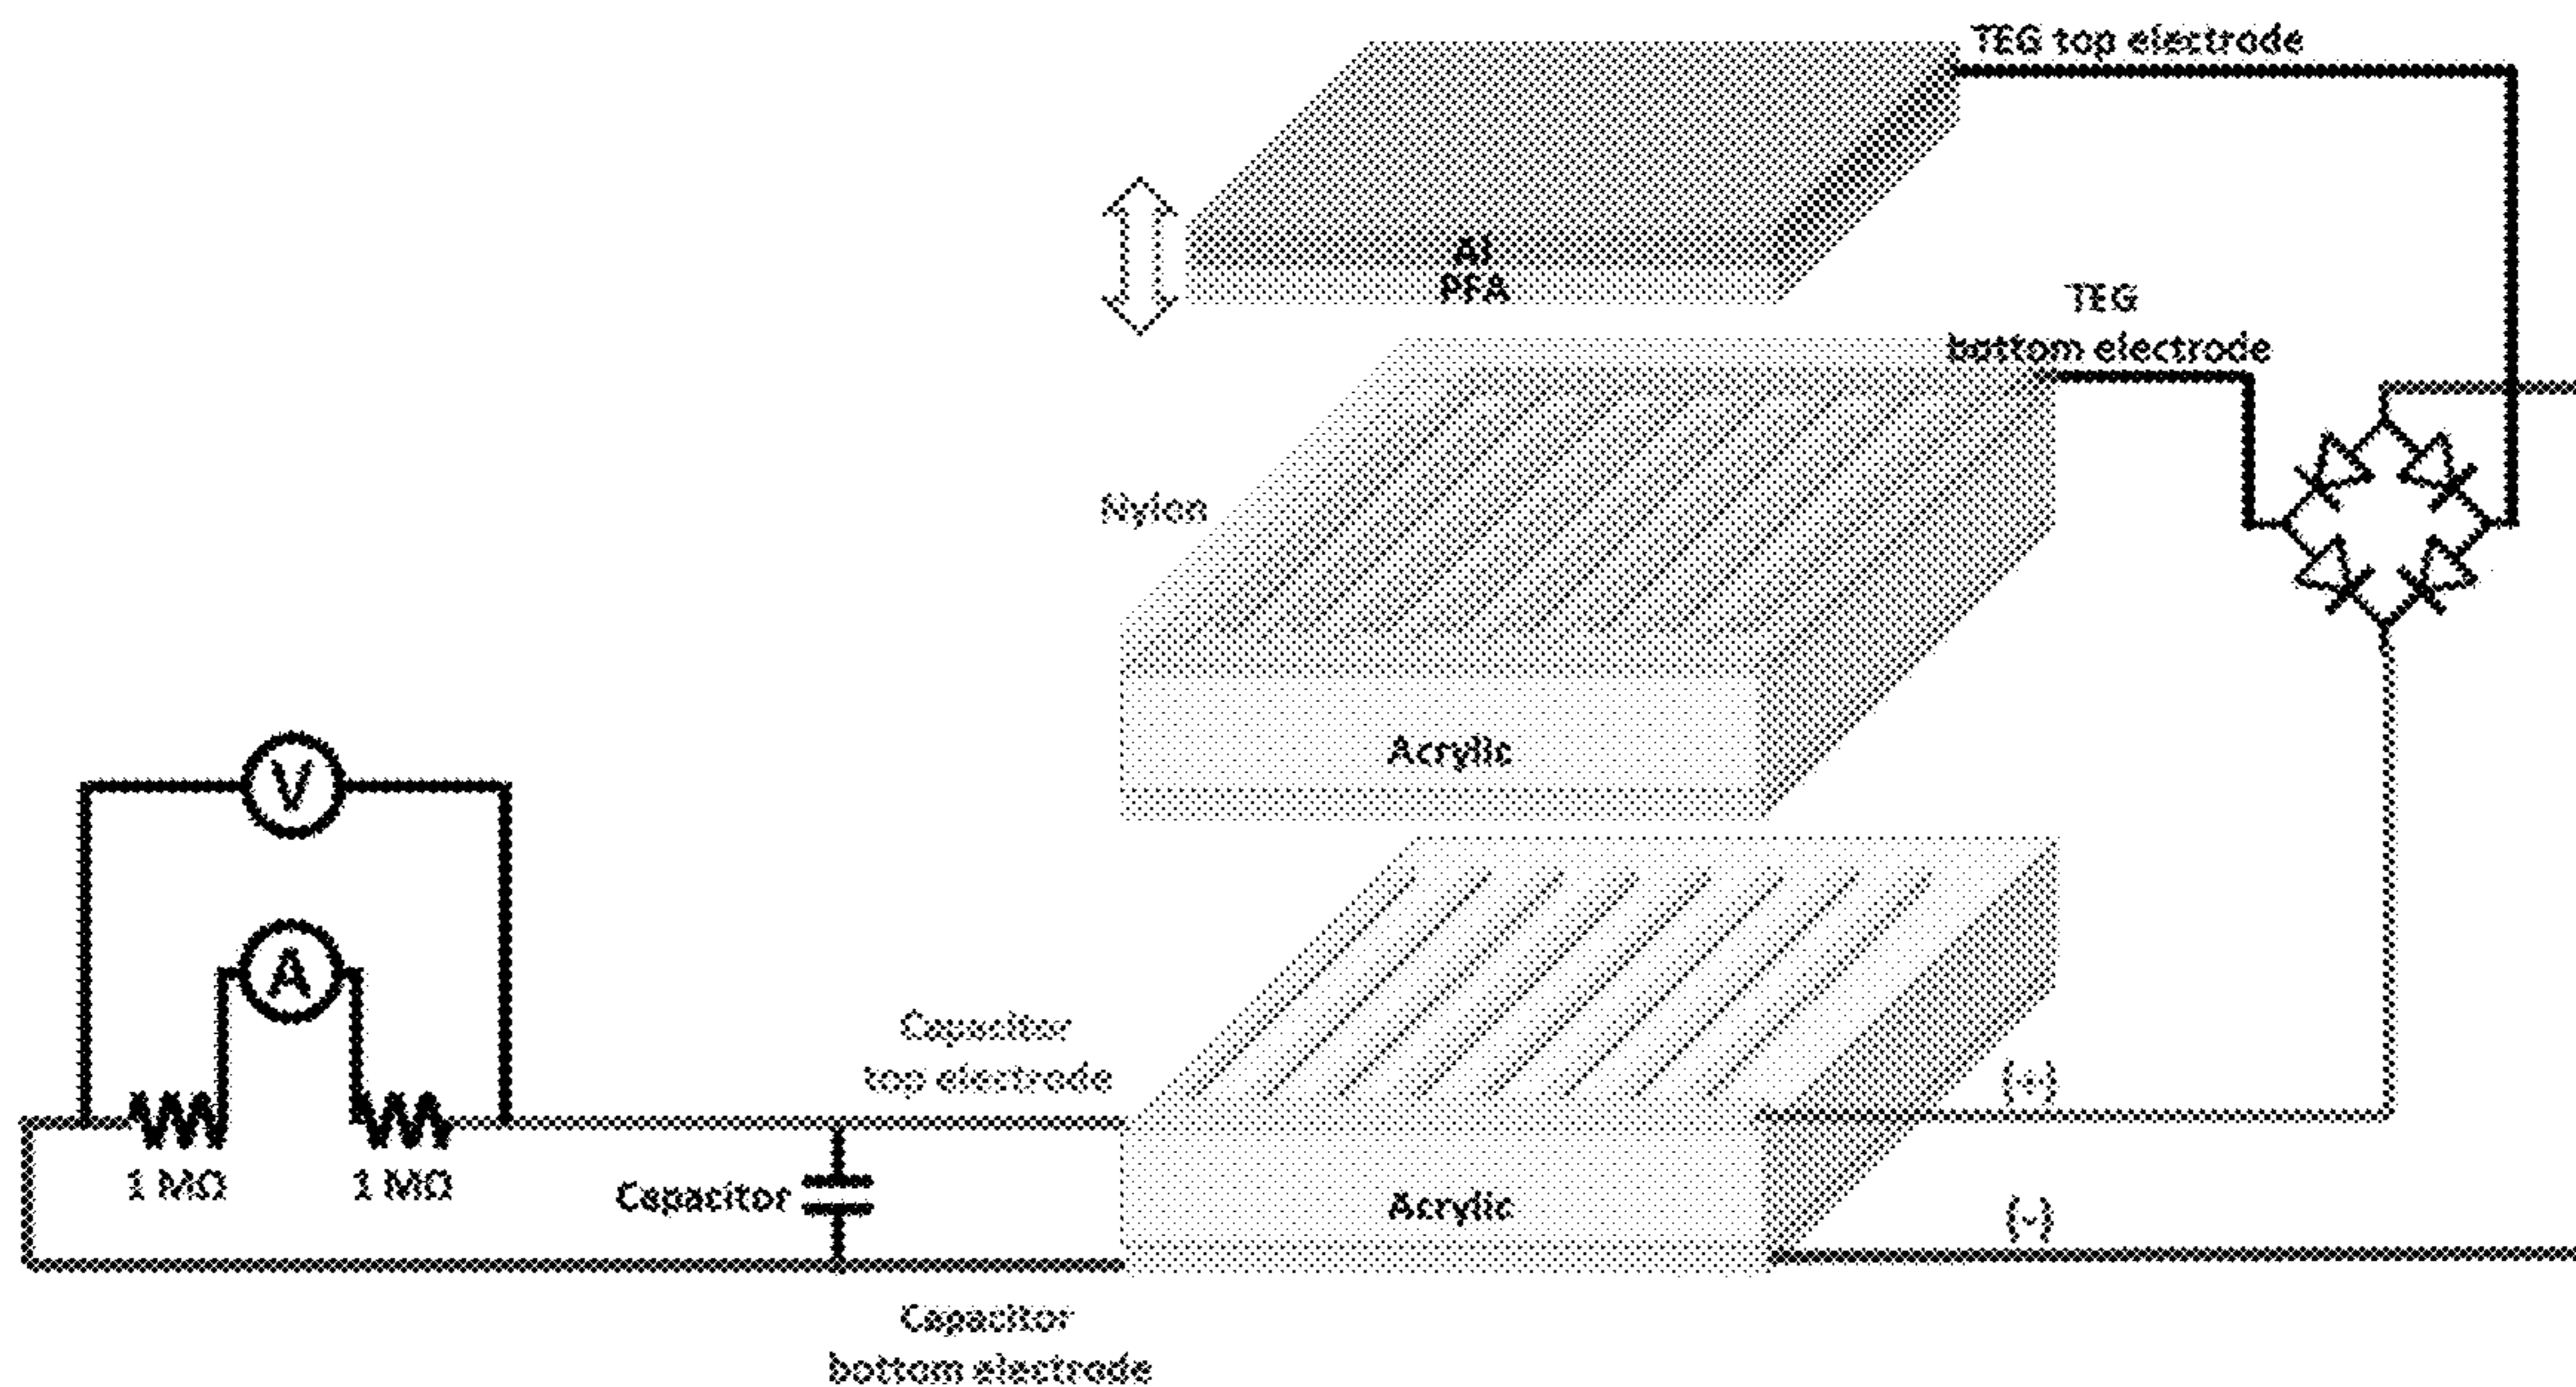 TEG top electrode
Al
PFA
TEG
bottom electrode
Nylon
Acrylic
V
A
Capacitor
top electrode
(+)
1 MΩ
1 MΩ
Capacitor
Acrylic
(-)
Capacitor
bottom electrode